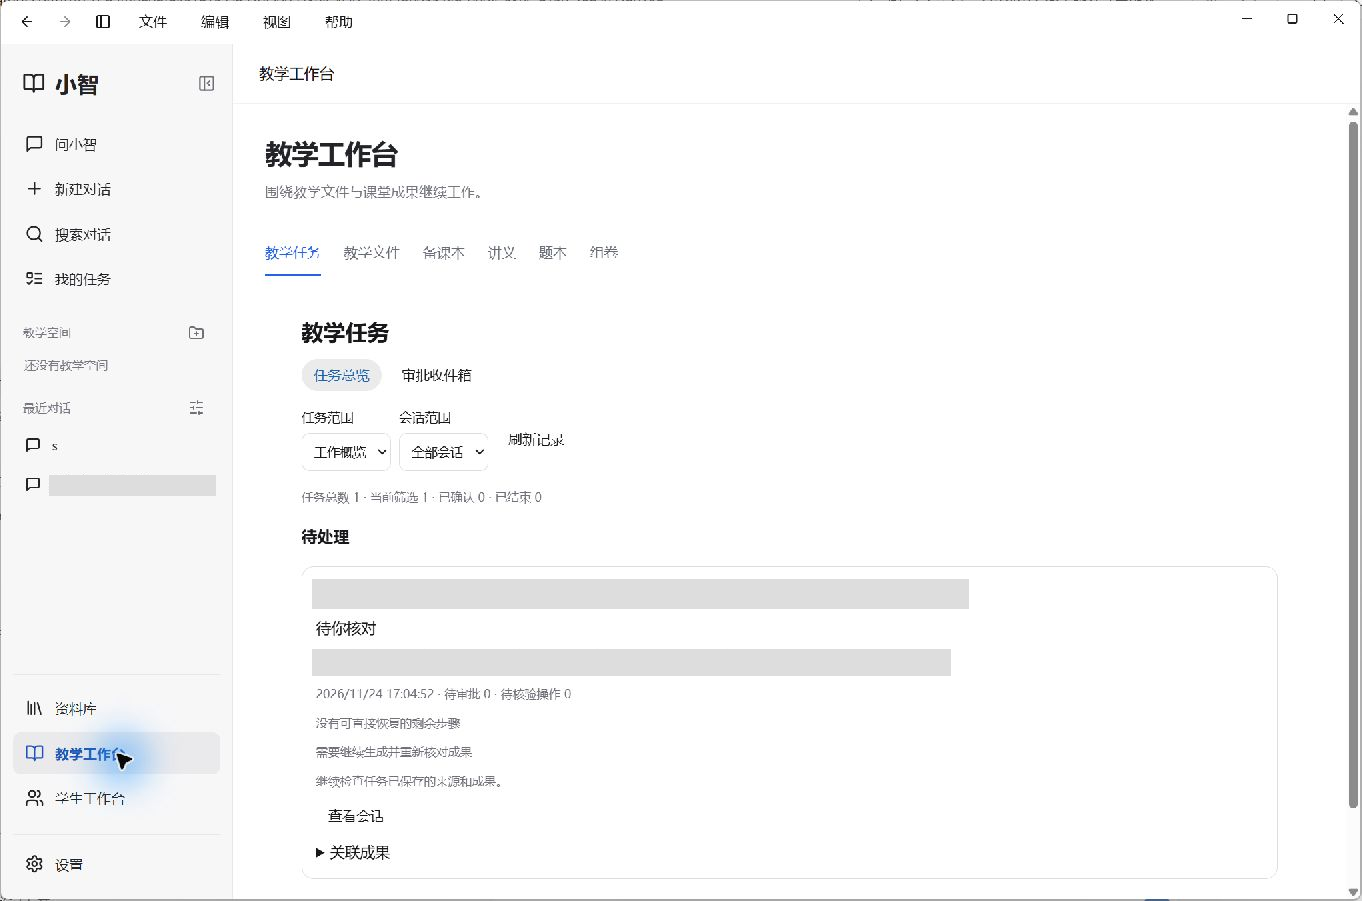 文件 编辑 视图 帮助
小智
问小智
新建对话
搜索对话
我的任务
教学空间
还没有教学空间
最近对话
s
资料库
教学工作台
学生工作台
设置
教学工作台
教学工作台
围绕教学文件与课堂成果继续工作。
教学任务 教学文件 备课本 讲义 题本 组卷
教学任务
任务总览 审批收件箱
任务范围 会话范围
工作概览 全部会话 刷新记录
任务总数 1 · 当前筛选 1 · 已确认 0 · 已结束 0
待处理
待你核对
2026/11/24 17:04:52 · 待审批 0 · 待核验操作 0
没有可直接恢复的剩余步骤
需要继续生成并重新核对成果
继续检查任务已保存的来源和成果。
查看会话
▶ 关联成果